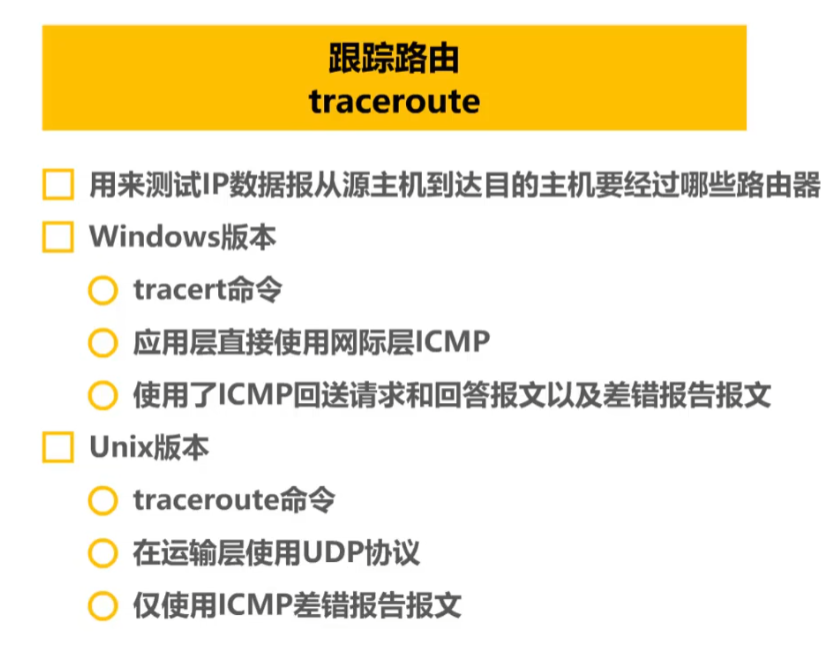 跟踪路由
traceroute
用来测试IP数据报从源主机到达目的主机要经过哪些路由器
Windows版本
tracert命令
应用层直接使用网际层ICMP
使用了ICMP回送请求和回答报文以及差错报告报文
Unix版本
traceroute命令
在运输层使用UDP协议
仅使用ICMP差错报告报文